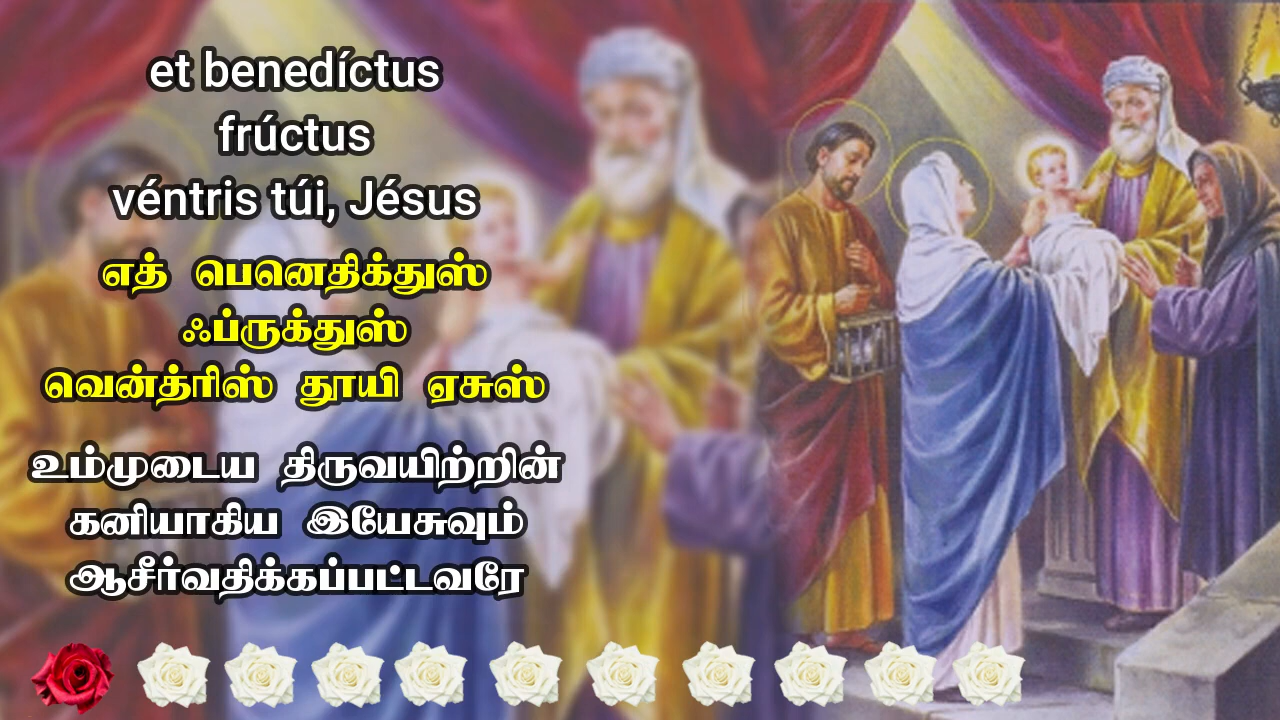 et benedíctus
frúctus
véntris túi, Jésus
எத் பெனெதிக்துஸ்
ஃப்ருக்துஸ்
வென்த்ரிஸ் தூயி ஏசுஸ்
உம்முடைய திருவயிற்றின்
கனியாகிய இயேசுவும்
ஆசீர்வதிக்கப்பட்டவரே